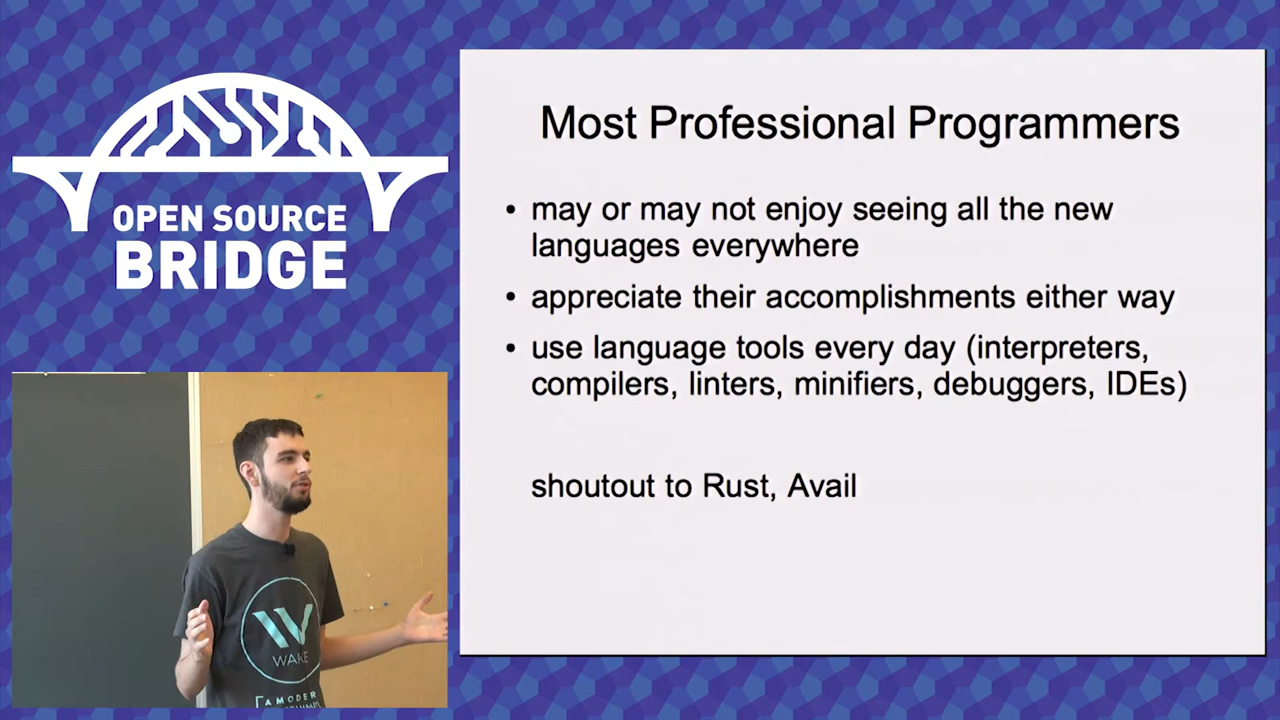 OPEN SOURCE
BRIDGE
Most Professional Programmers
• may or may not enjoy seeing all the new
languages everywhere
• appreciate their accomplishments either way
• use language tools every day (interpreters,
compilers, linters, minifiers, debuggers, IDEs)
shoutout to Rust, Avail
W
WAKE